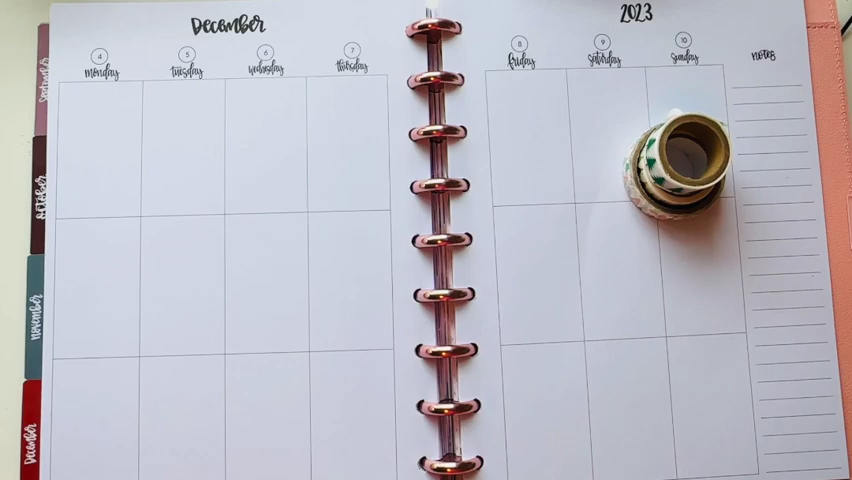 December
2023
4 5 6 7 8 9 10
monday tuesday wednesday thursday friday saturday sunday notes
September
October
November
December